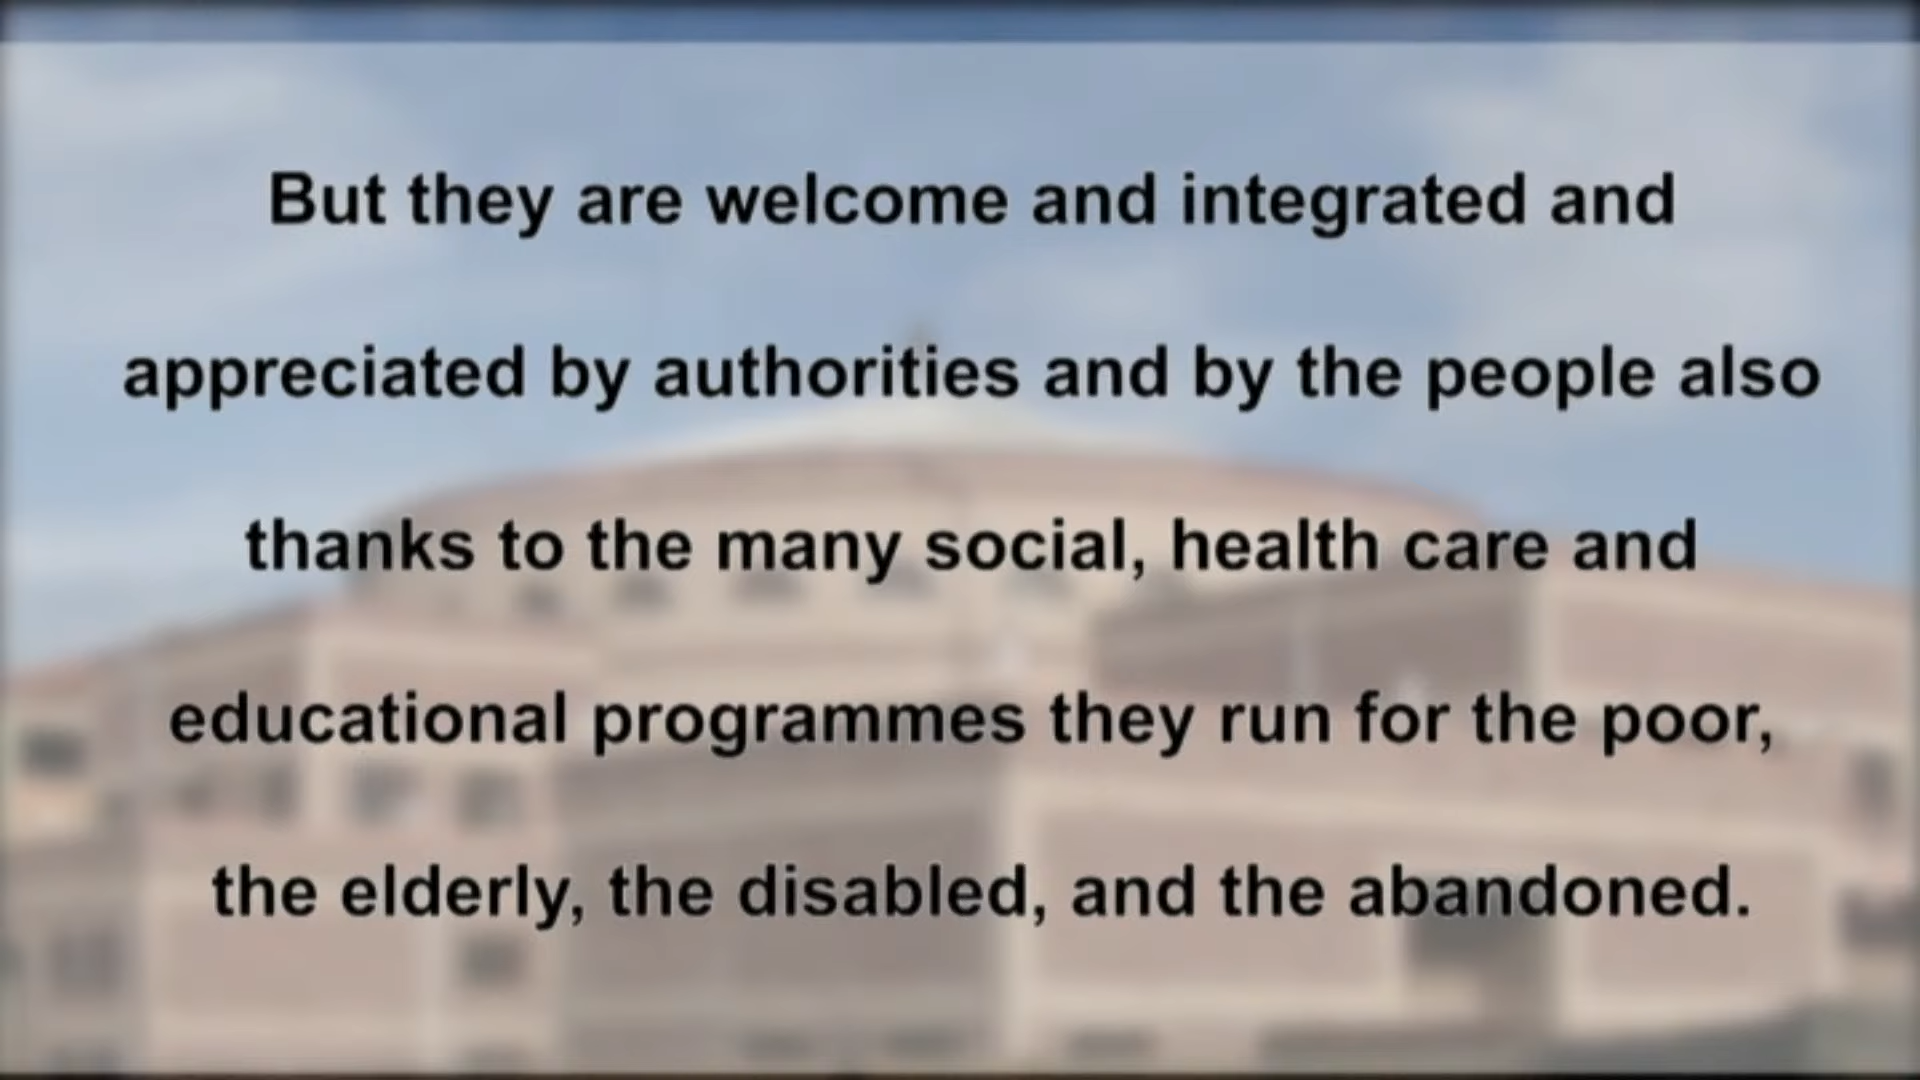 But they are welcome and integrated and
appreciated by authorities and by the people also
thanks to the many social, health care and
educational programmes they run for the poor,
the elderly, the disabled, and the abandoned.